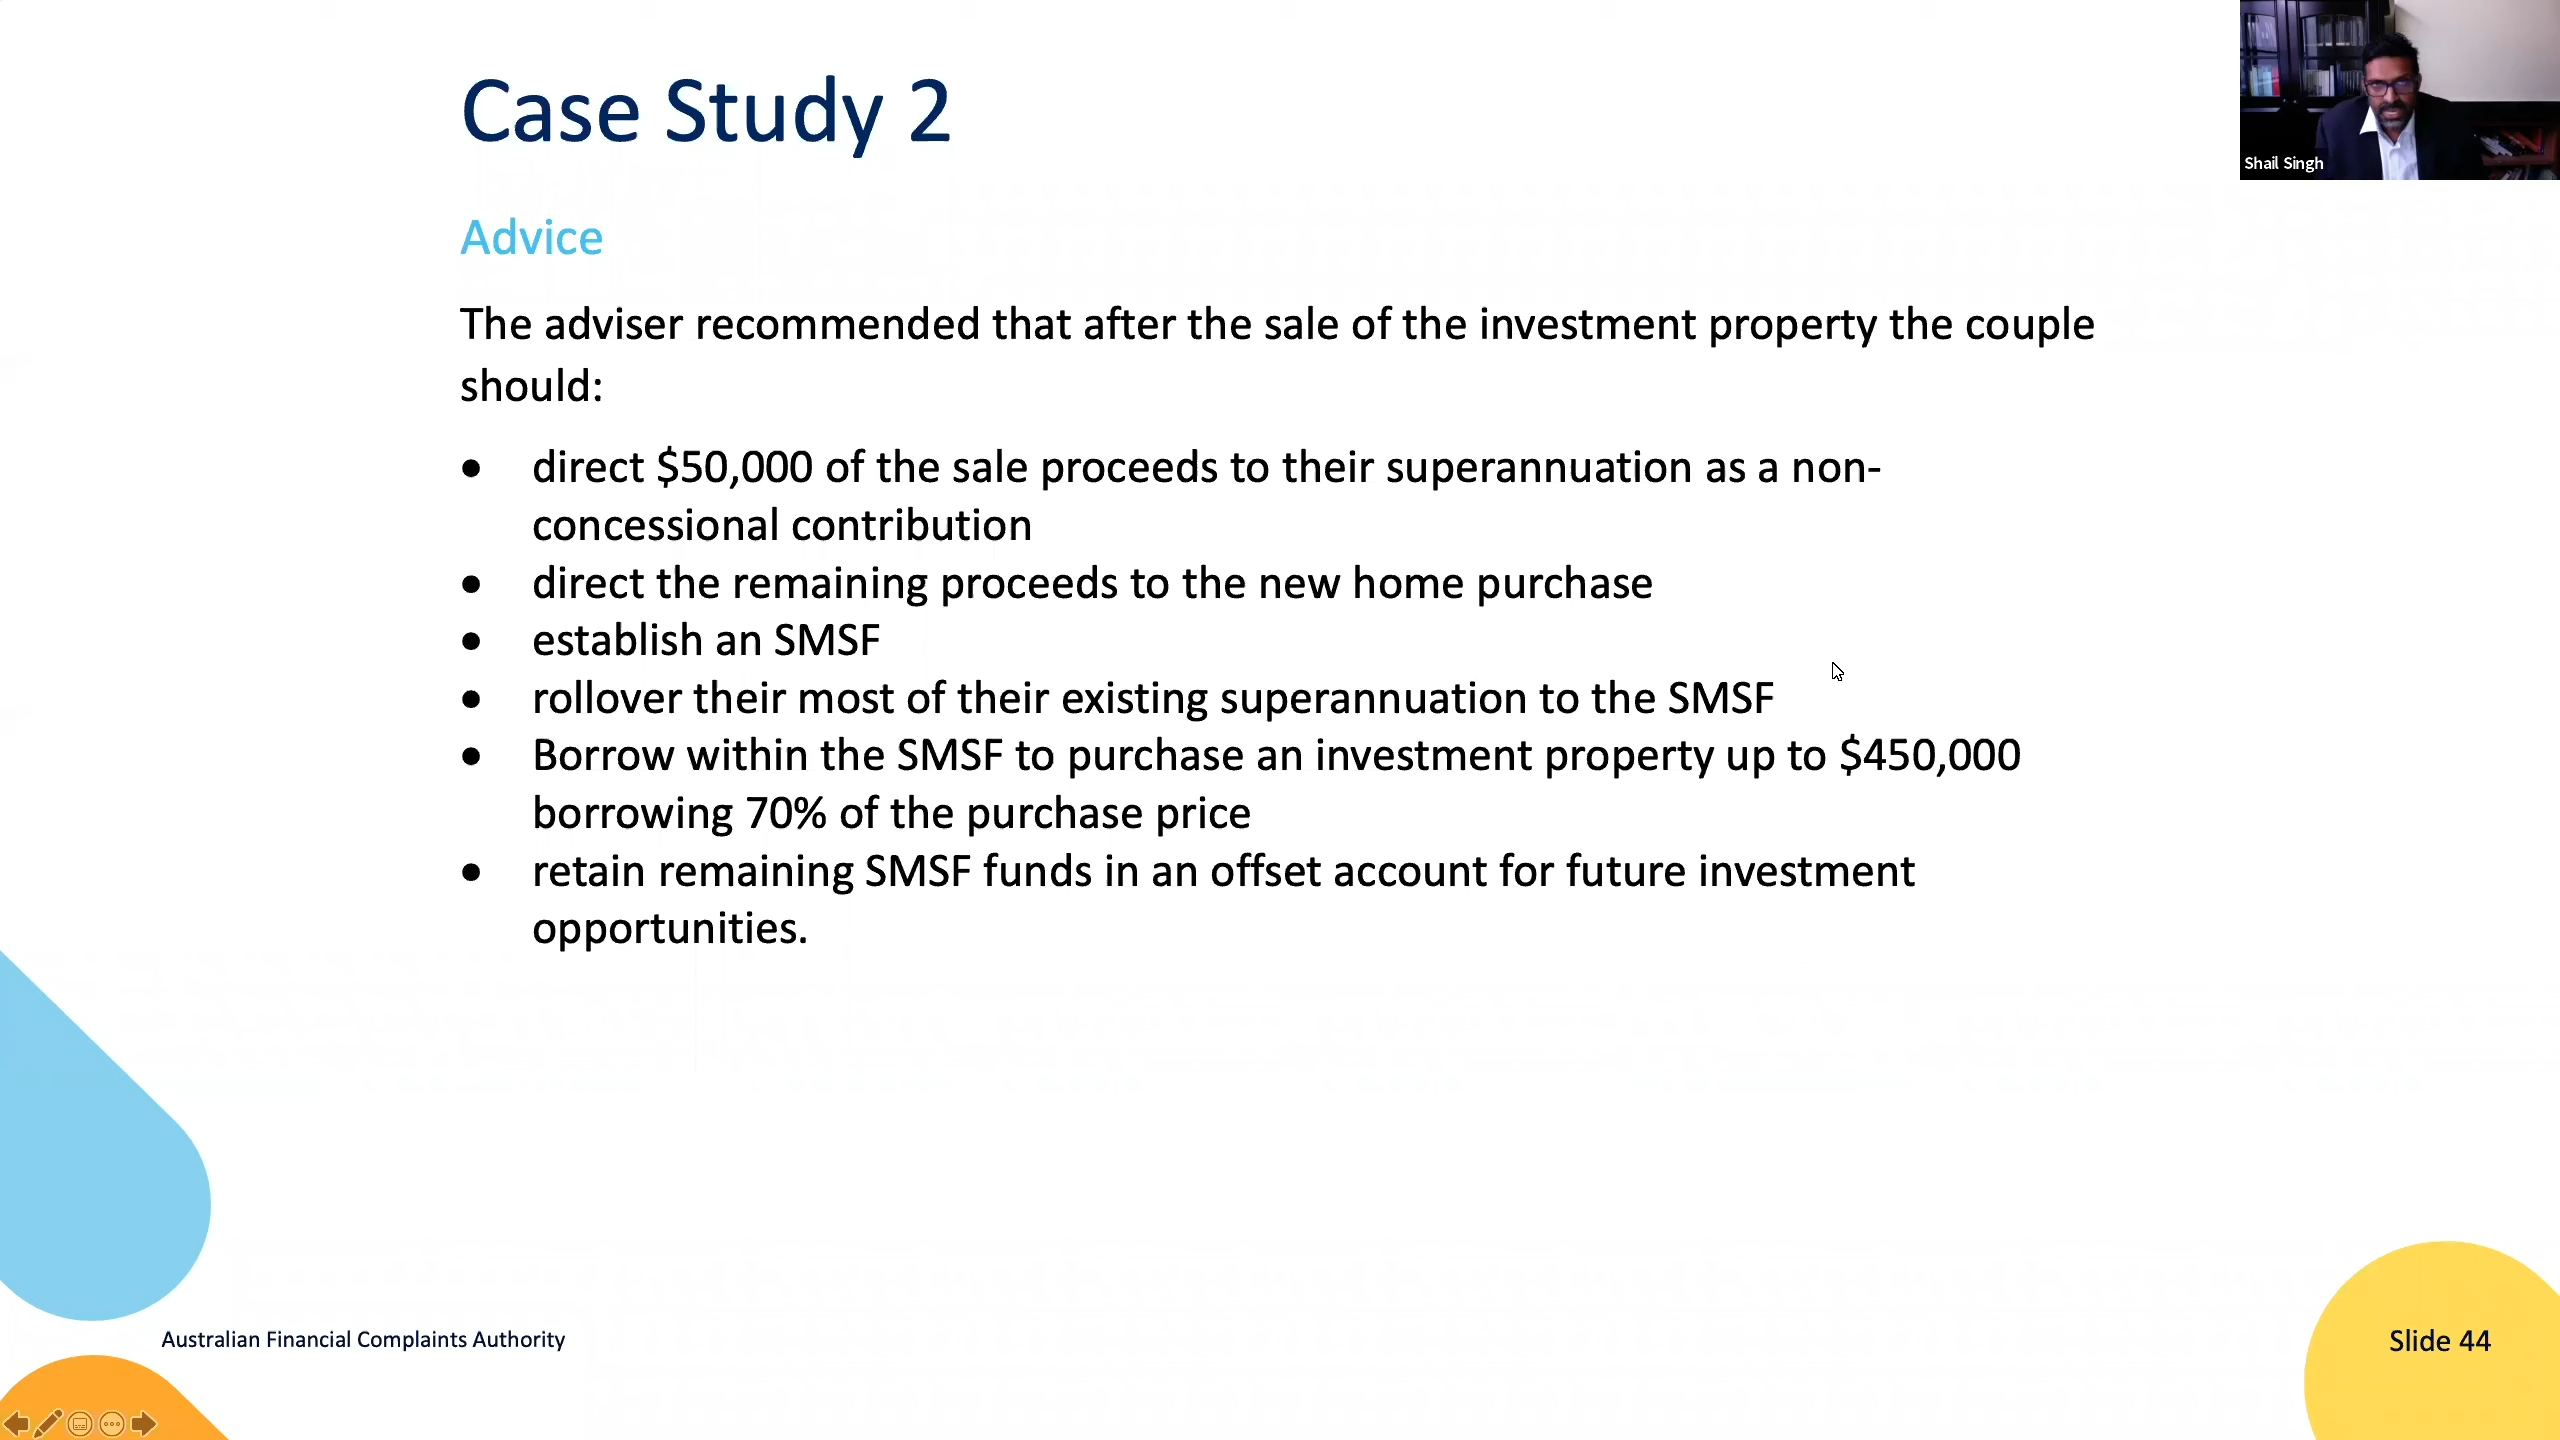 Case Study 2
Shail Singh
Advice
The adviser recommended that after the sale of the investment property the couple
should:
• direct $50,000 of the sale proceeds to their superannuation as a non-
concessional contribution
• direct the remaining proceeds to the new home purchase
• establish an SMSF
• rollover their most of their existing superannuation to the SMSF
• Borrow within the SMSF to purchase an investment property up to $450,000
borrowing 70% of the purchase price
• retain remaining SMSF funds in an offset account for future investment
opportunities.
Australian Financial Complaints Authority
Slide 44